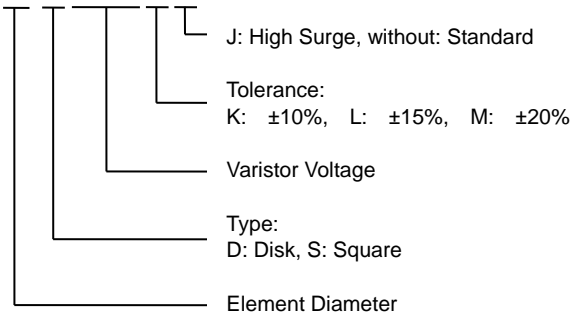 J: High Surge, without: Standard
Tolerance:
K: ±10%, L: ±15%, M: ±20%
Varistor Voltage
Type:
D: Disk, S: Square
Element Diameter